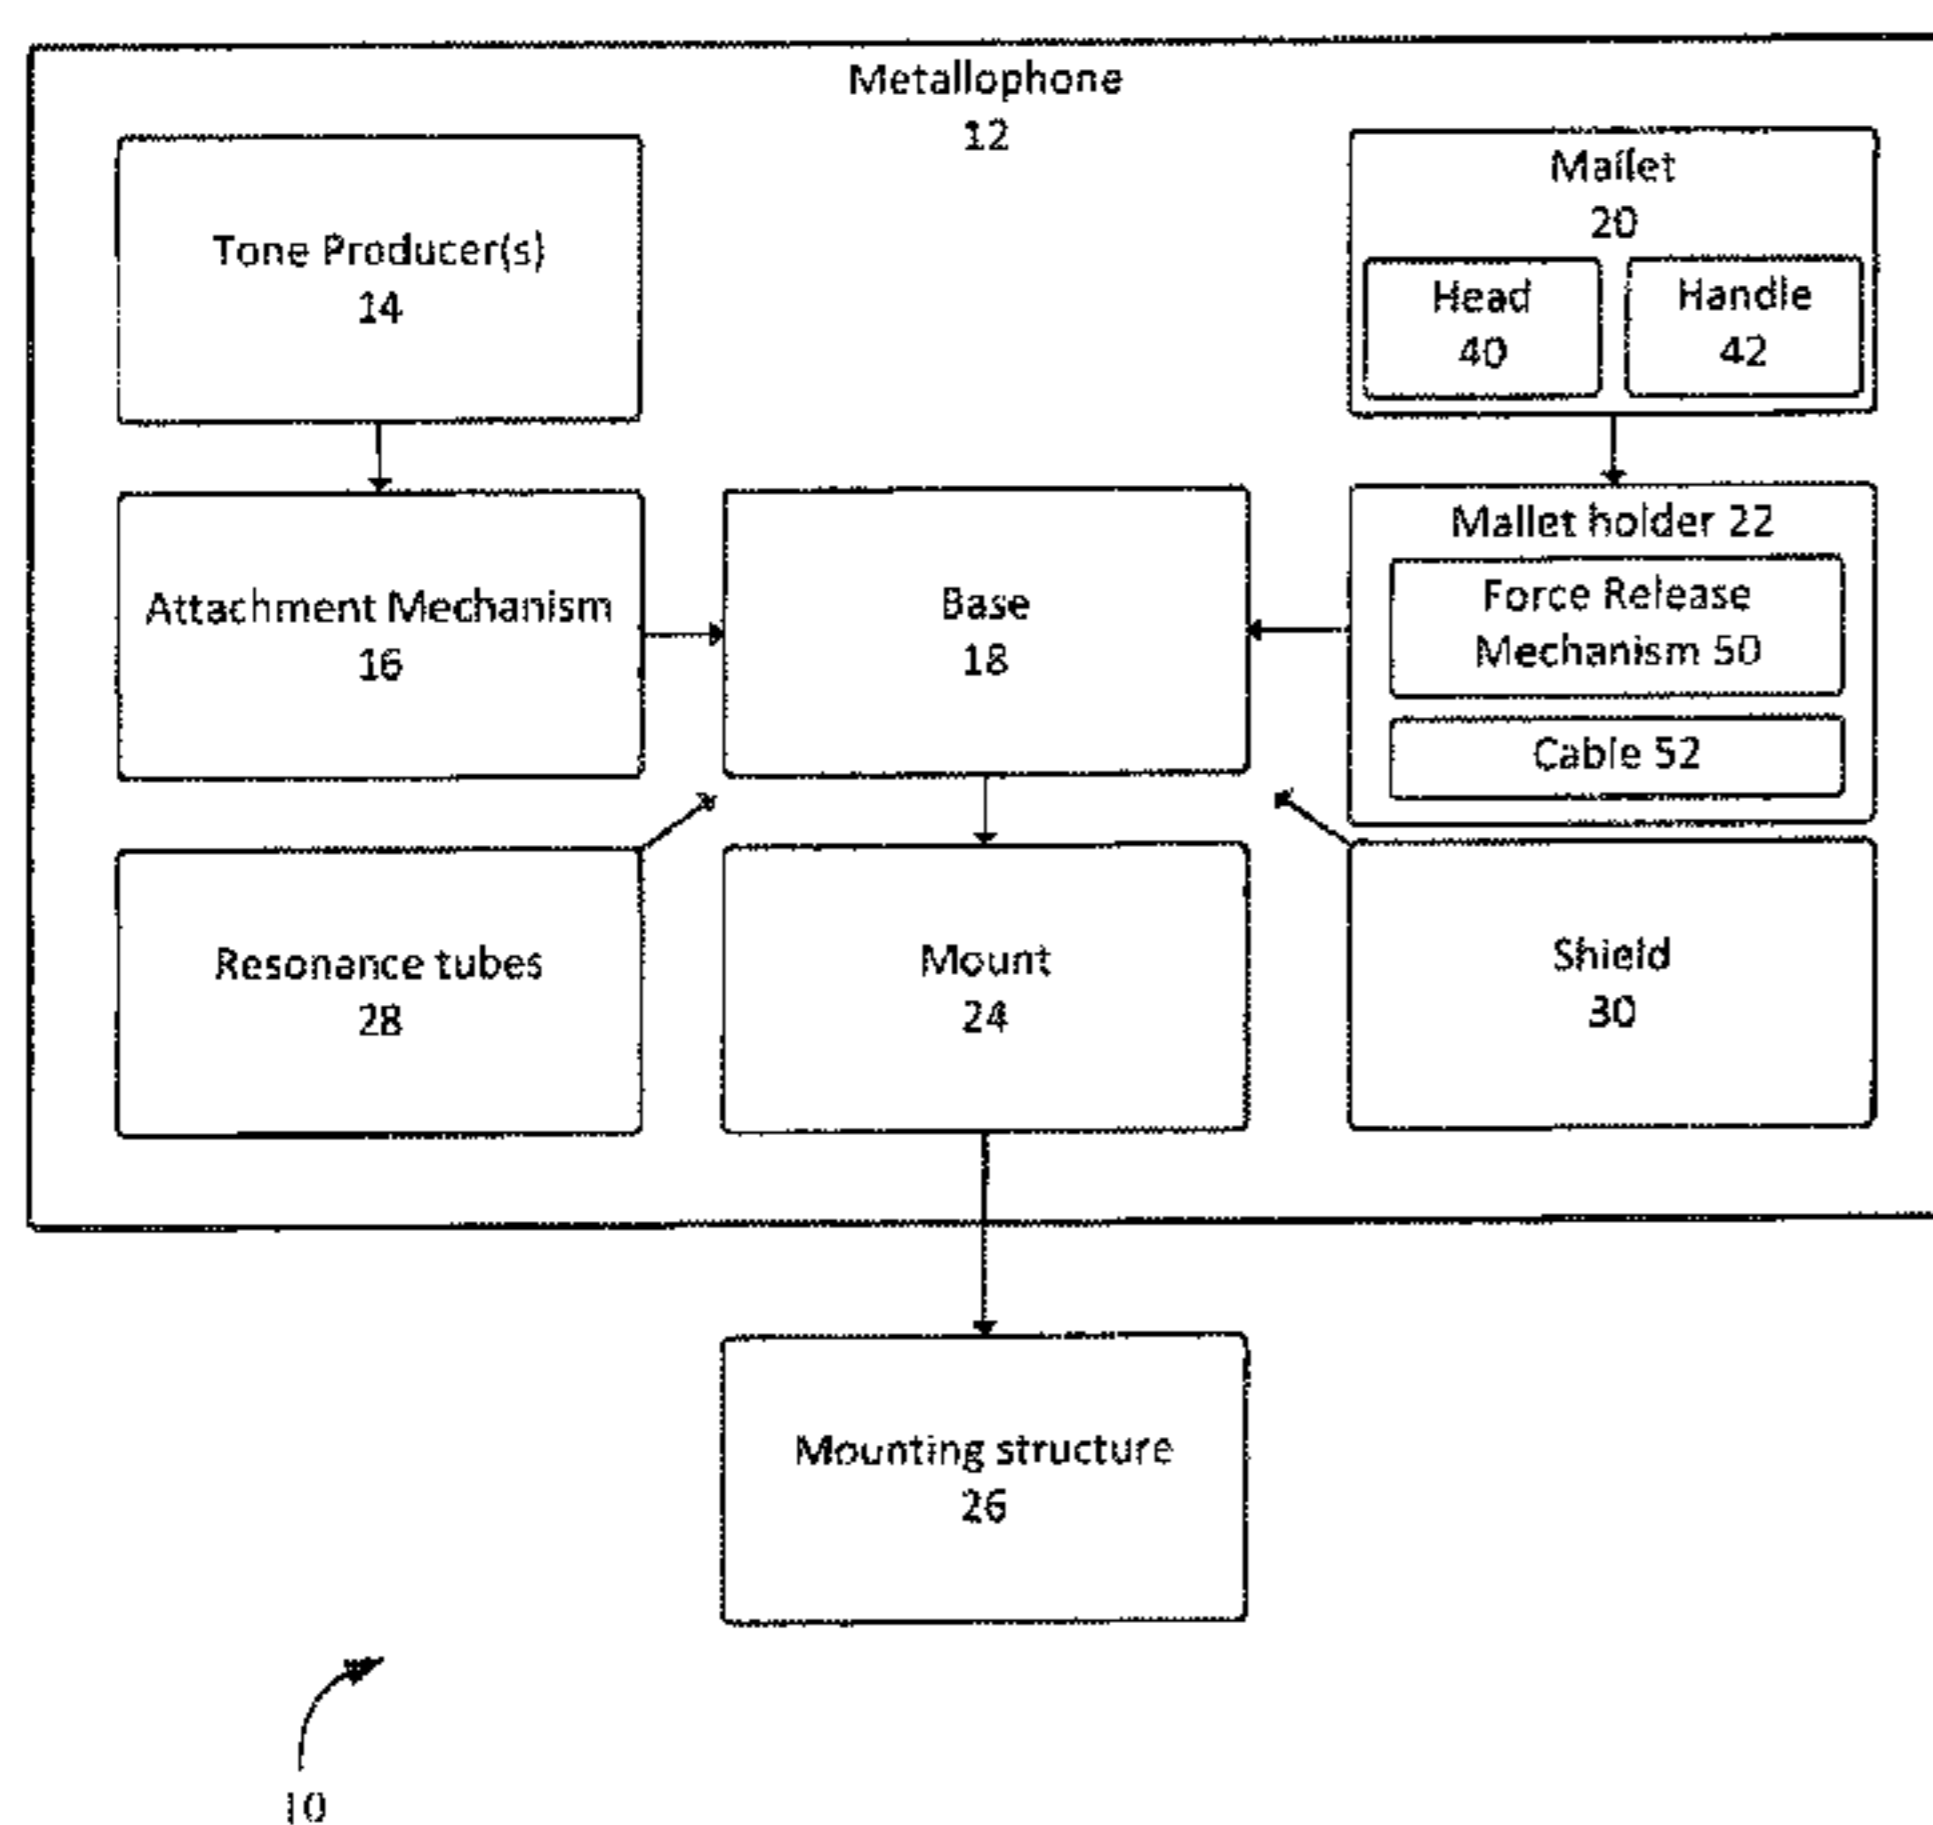 Metallophone
12
Tone Producer(s)
14
Mallet
20
Head
40
Handle
42
Attachment Mechanism
16
Base
18
Mallet holder 22
Force Release
Mechanism 50
Cable 52
Resonance tubes
28
Mount
24
Shield
30
Mounting structure
26
10